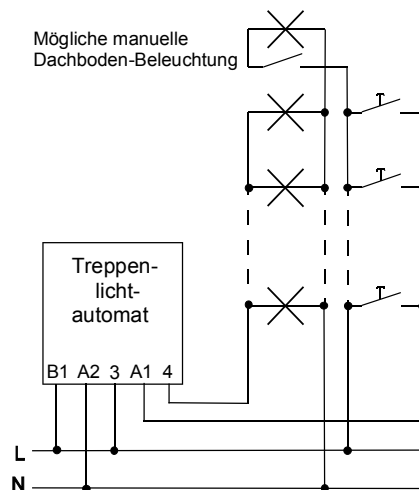 Mögliche manuelle
Dachboden-Beleuchtung
Treppen-
licht-
automat
B1 A2 3 A1 4
L
N